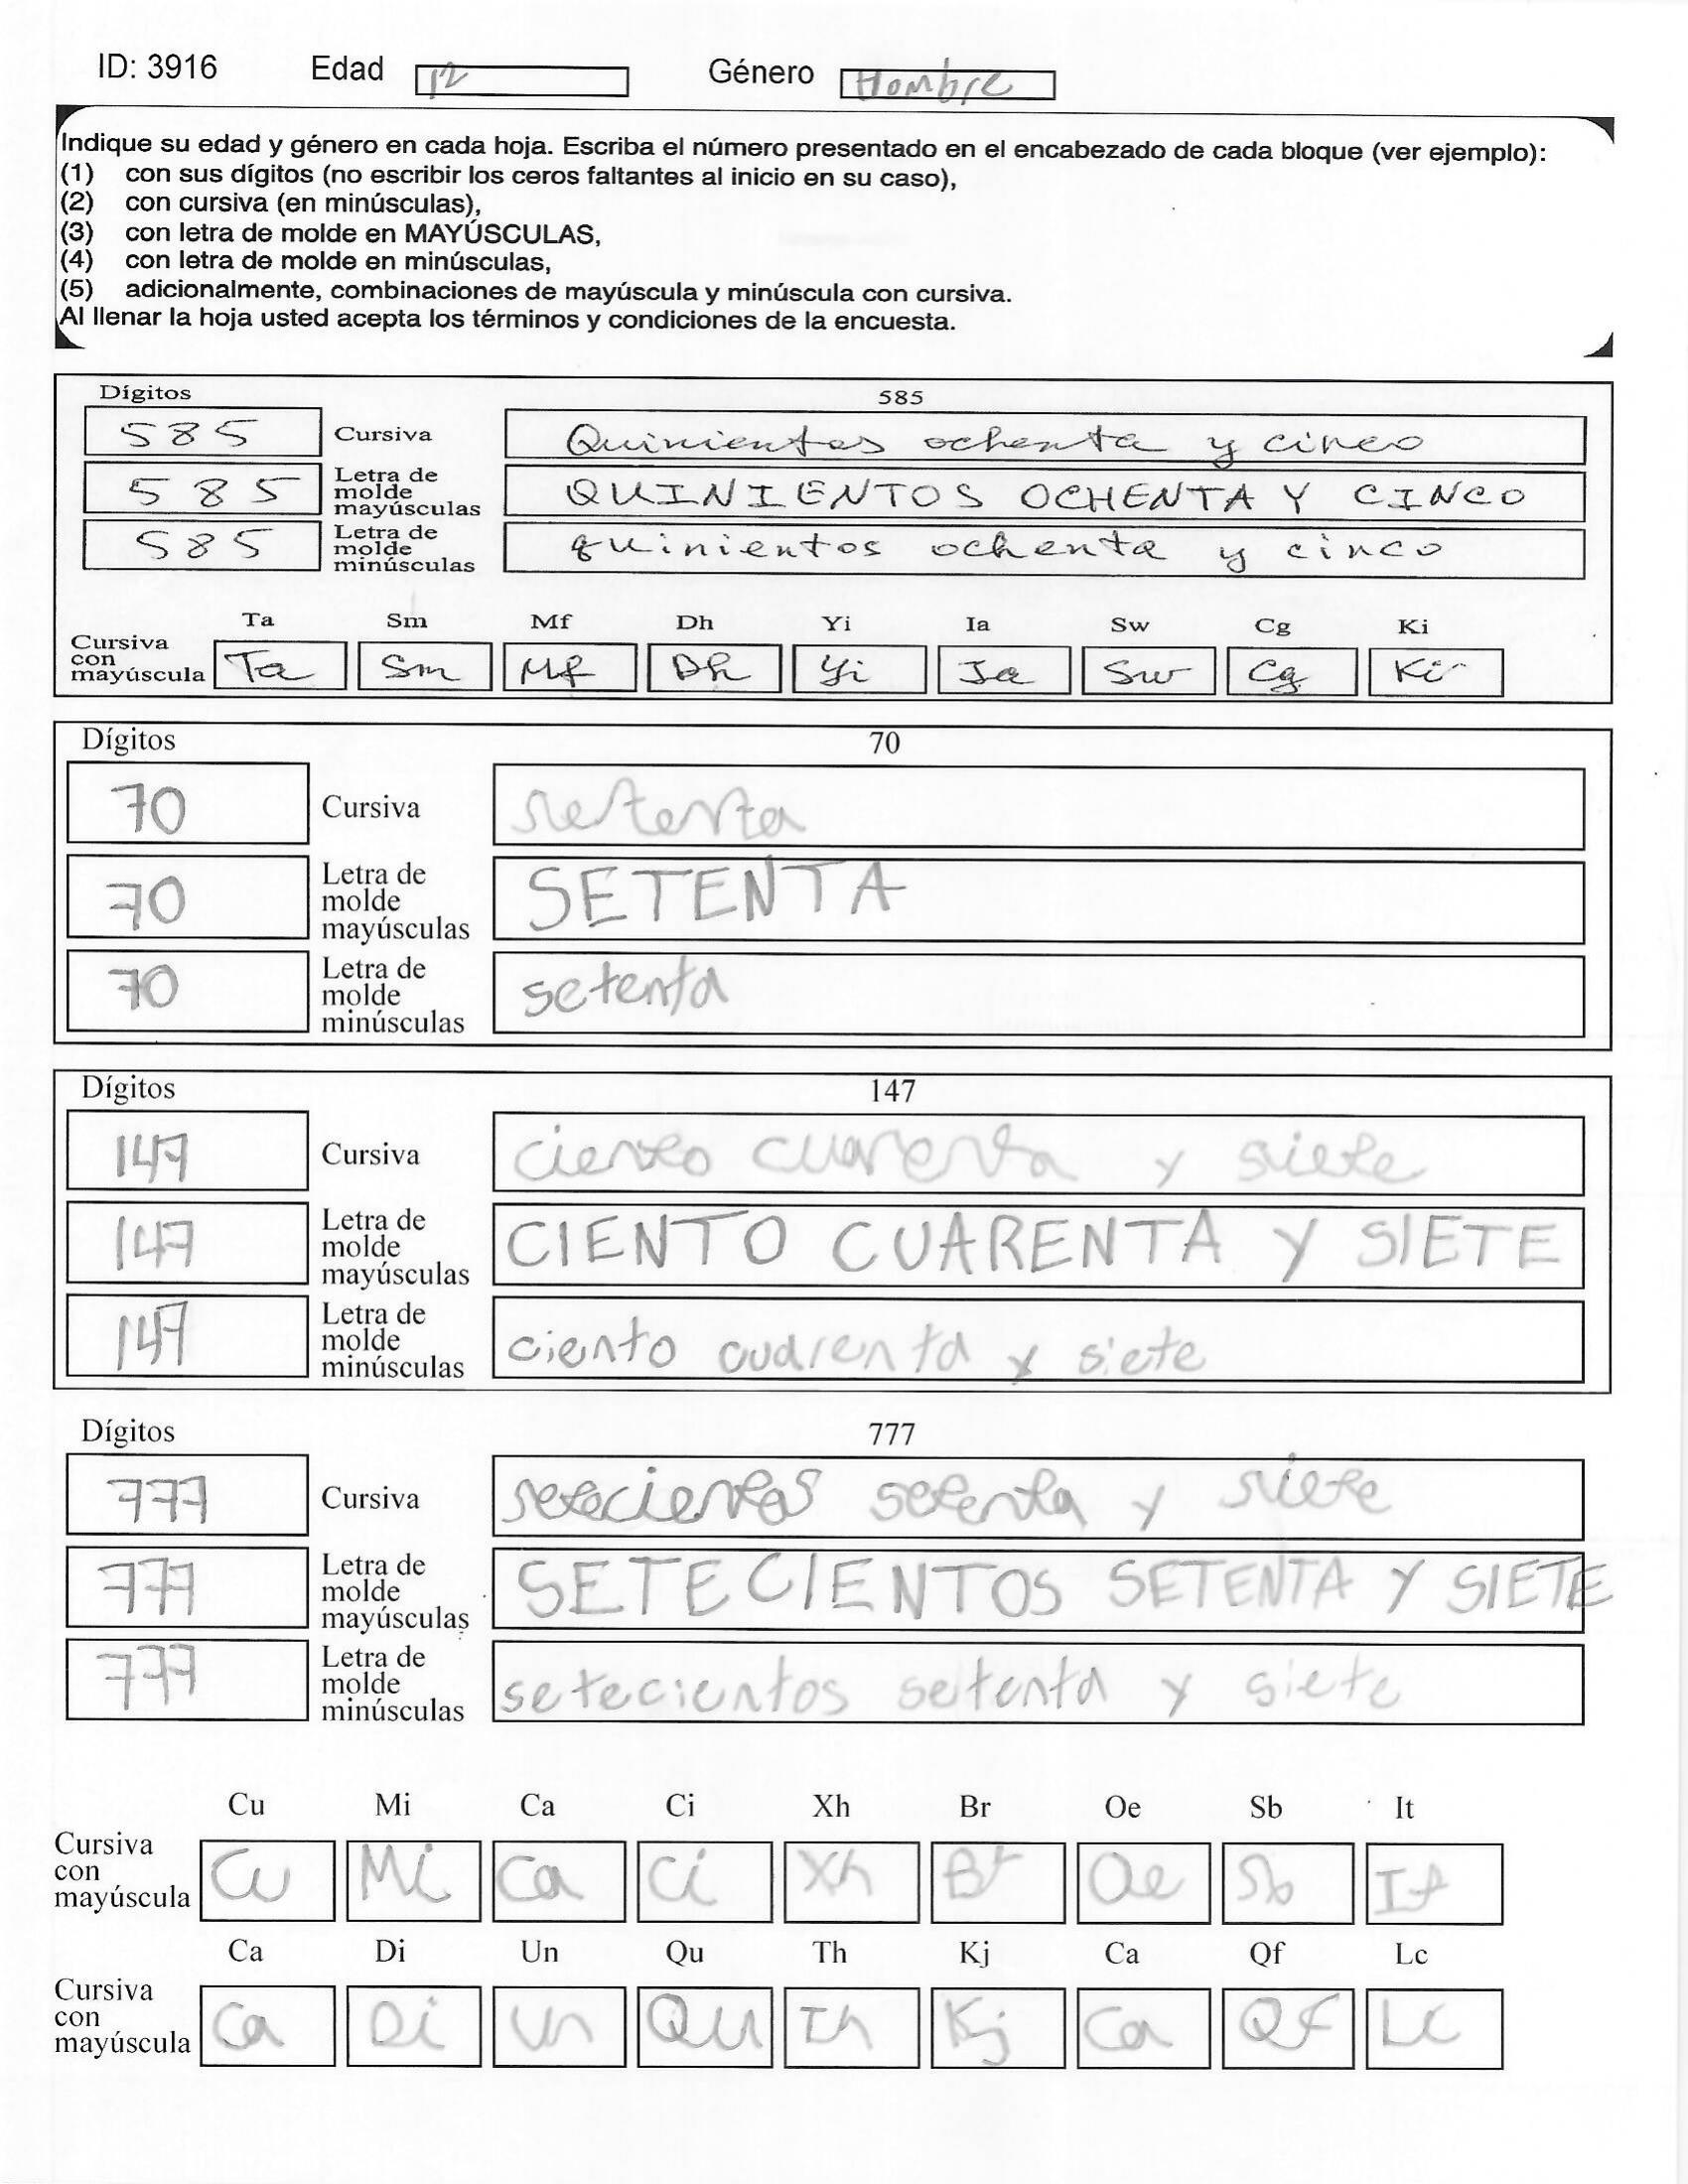 ID: 3916 Edad 12 Género Hombre
Indique su edad y género en cada hoja. Escriba el número presentado en el encabezado de cada bloque (ver ejemplo):
(1) con sus dígitos (no escribir los ceros faltantes al inicio en su caso),
(2) con cursiva (en minúsculas),
(3) con letra de molde en MAYÚSCULAS,
(4) con letra de molde en minúsculas,
(5) adicionalmente, combinaciones de mayúscula y minúscula con cursiva.
Al llenar la hoja usted acepta los términos y condiciones de la encuesta.
Dígitos 585
585 Cursiva Quinientos ochenta y cinco
585 Letra de molde mayúsculas QUINIENTOS OCHENTA Y CINCO
585 Letra de molde minúsculas quinientos ochenta y cinco
Ta Sm Mf Dh Yi Ia Sw Cg Ki
Cursiva con mayúscula Ta Sm Mf Dh Yi Ia Sw Cg Ki
Dígitos 70
70 Cursiva setenta
70 Letra de molde mayúsculas SETENTA
70 Letra de molde minúsculas setenta
Dígitos 147
147 Cursiva ciento cuarenta y siete
147 Letra de molde mayúsculas CIENTO CUARENTA Y SIETE
147 Letra de molde minúsculas ciento cuarenta y siete
Dígitos 777
777 Cursiva setecientos setenta y siete
777 Letra de molde mayúsculas SETECIENTOS SETENTA Y SIETE
777 Letra de molde minúsculas setecientos setenta y siete
Cu Mi Ca Ci Xh Br Oe Sb It
Cursiva con mayúscula Cu Mi Ca Ci Xh Br Oe Sb It
Ca Di Un Qu Th Kj Ca Qf Lc
Cursiva con mayúscula Ca Di Un Qu Th Kj Ca Qf Lc